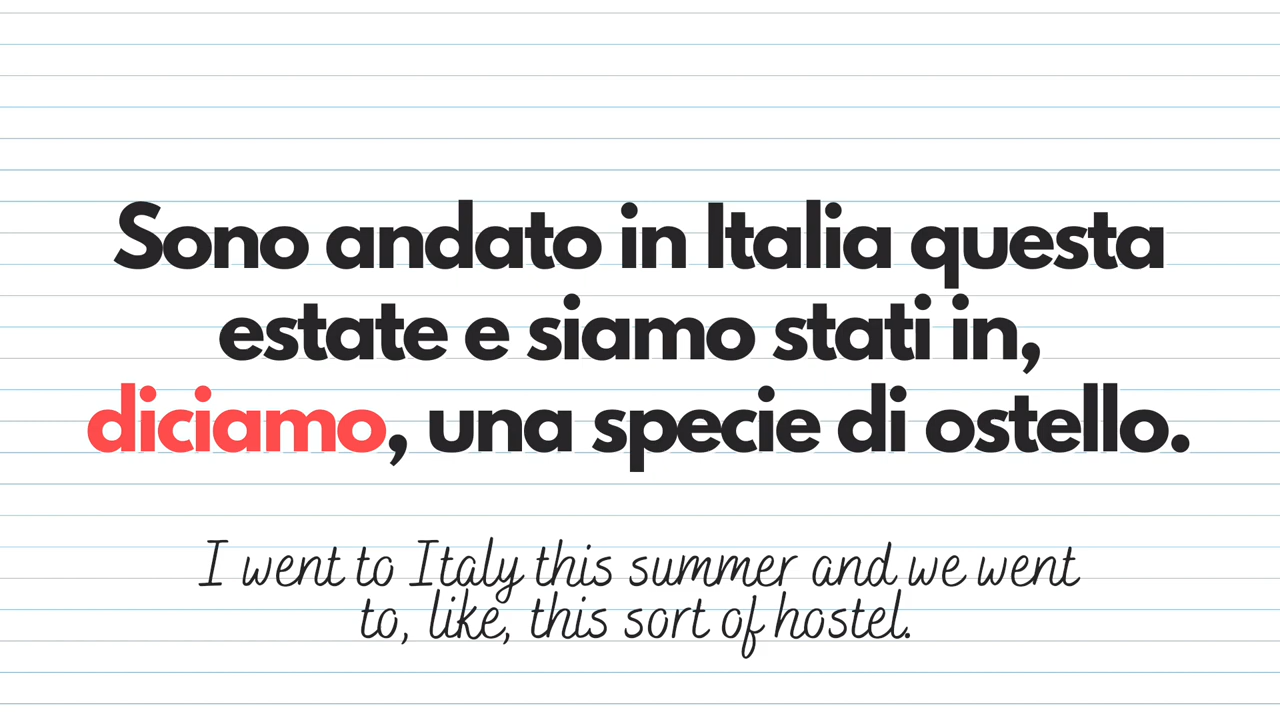 Sono andato in Italia questa
estate e siamo stati in,
diciamo, una specie di ostello.
I went to Italy this summer and we went
to, like, this sort of hostel.